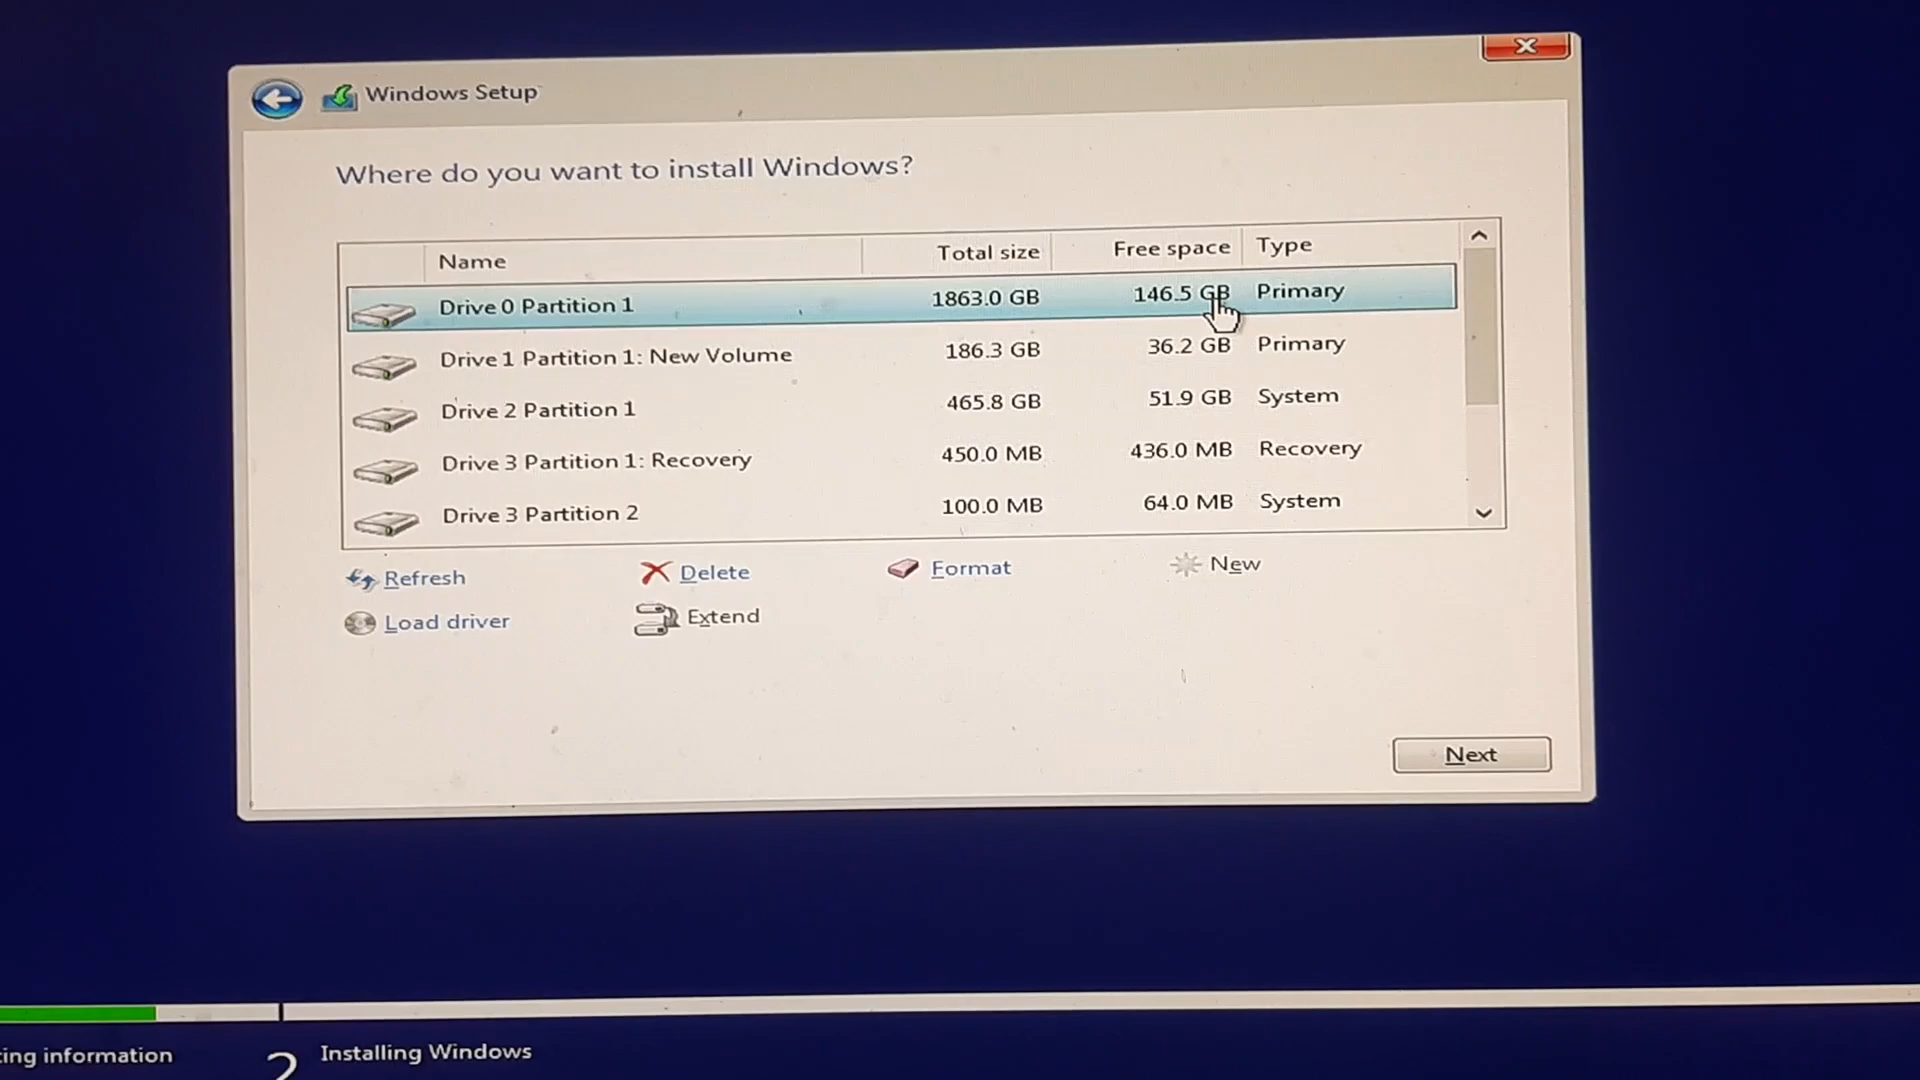 Windows Setup
Where do you want to install Windows?
Name Total size Free space Type
Drive 0 Partition 1 1863.0 GB 146.5 GB Primary
Drive 1 Partition 1: New Volume 186.3 GB 36.2 GB Primary
Drive 2 Partition 1 465.8 GB 51.9 GB System
Drive 3 Partition 1: Recovery 450.0 MB 436.0 MB Recovery
Drive 3 Partition 2 100.0 MB 64.0 MB System
Refresh Delete Format New
Load driver Extend
Next
ting information 2 Installing Windows